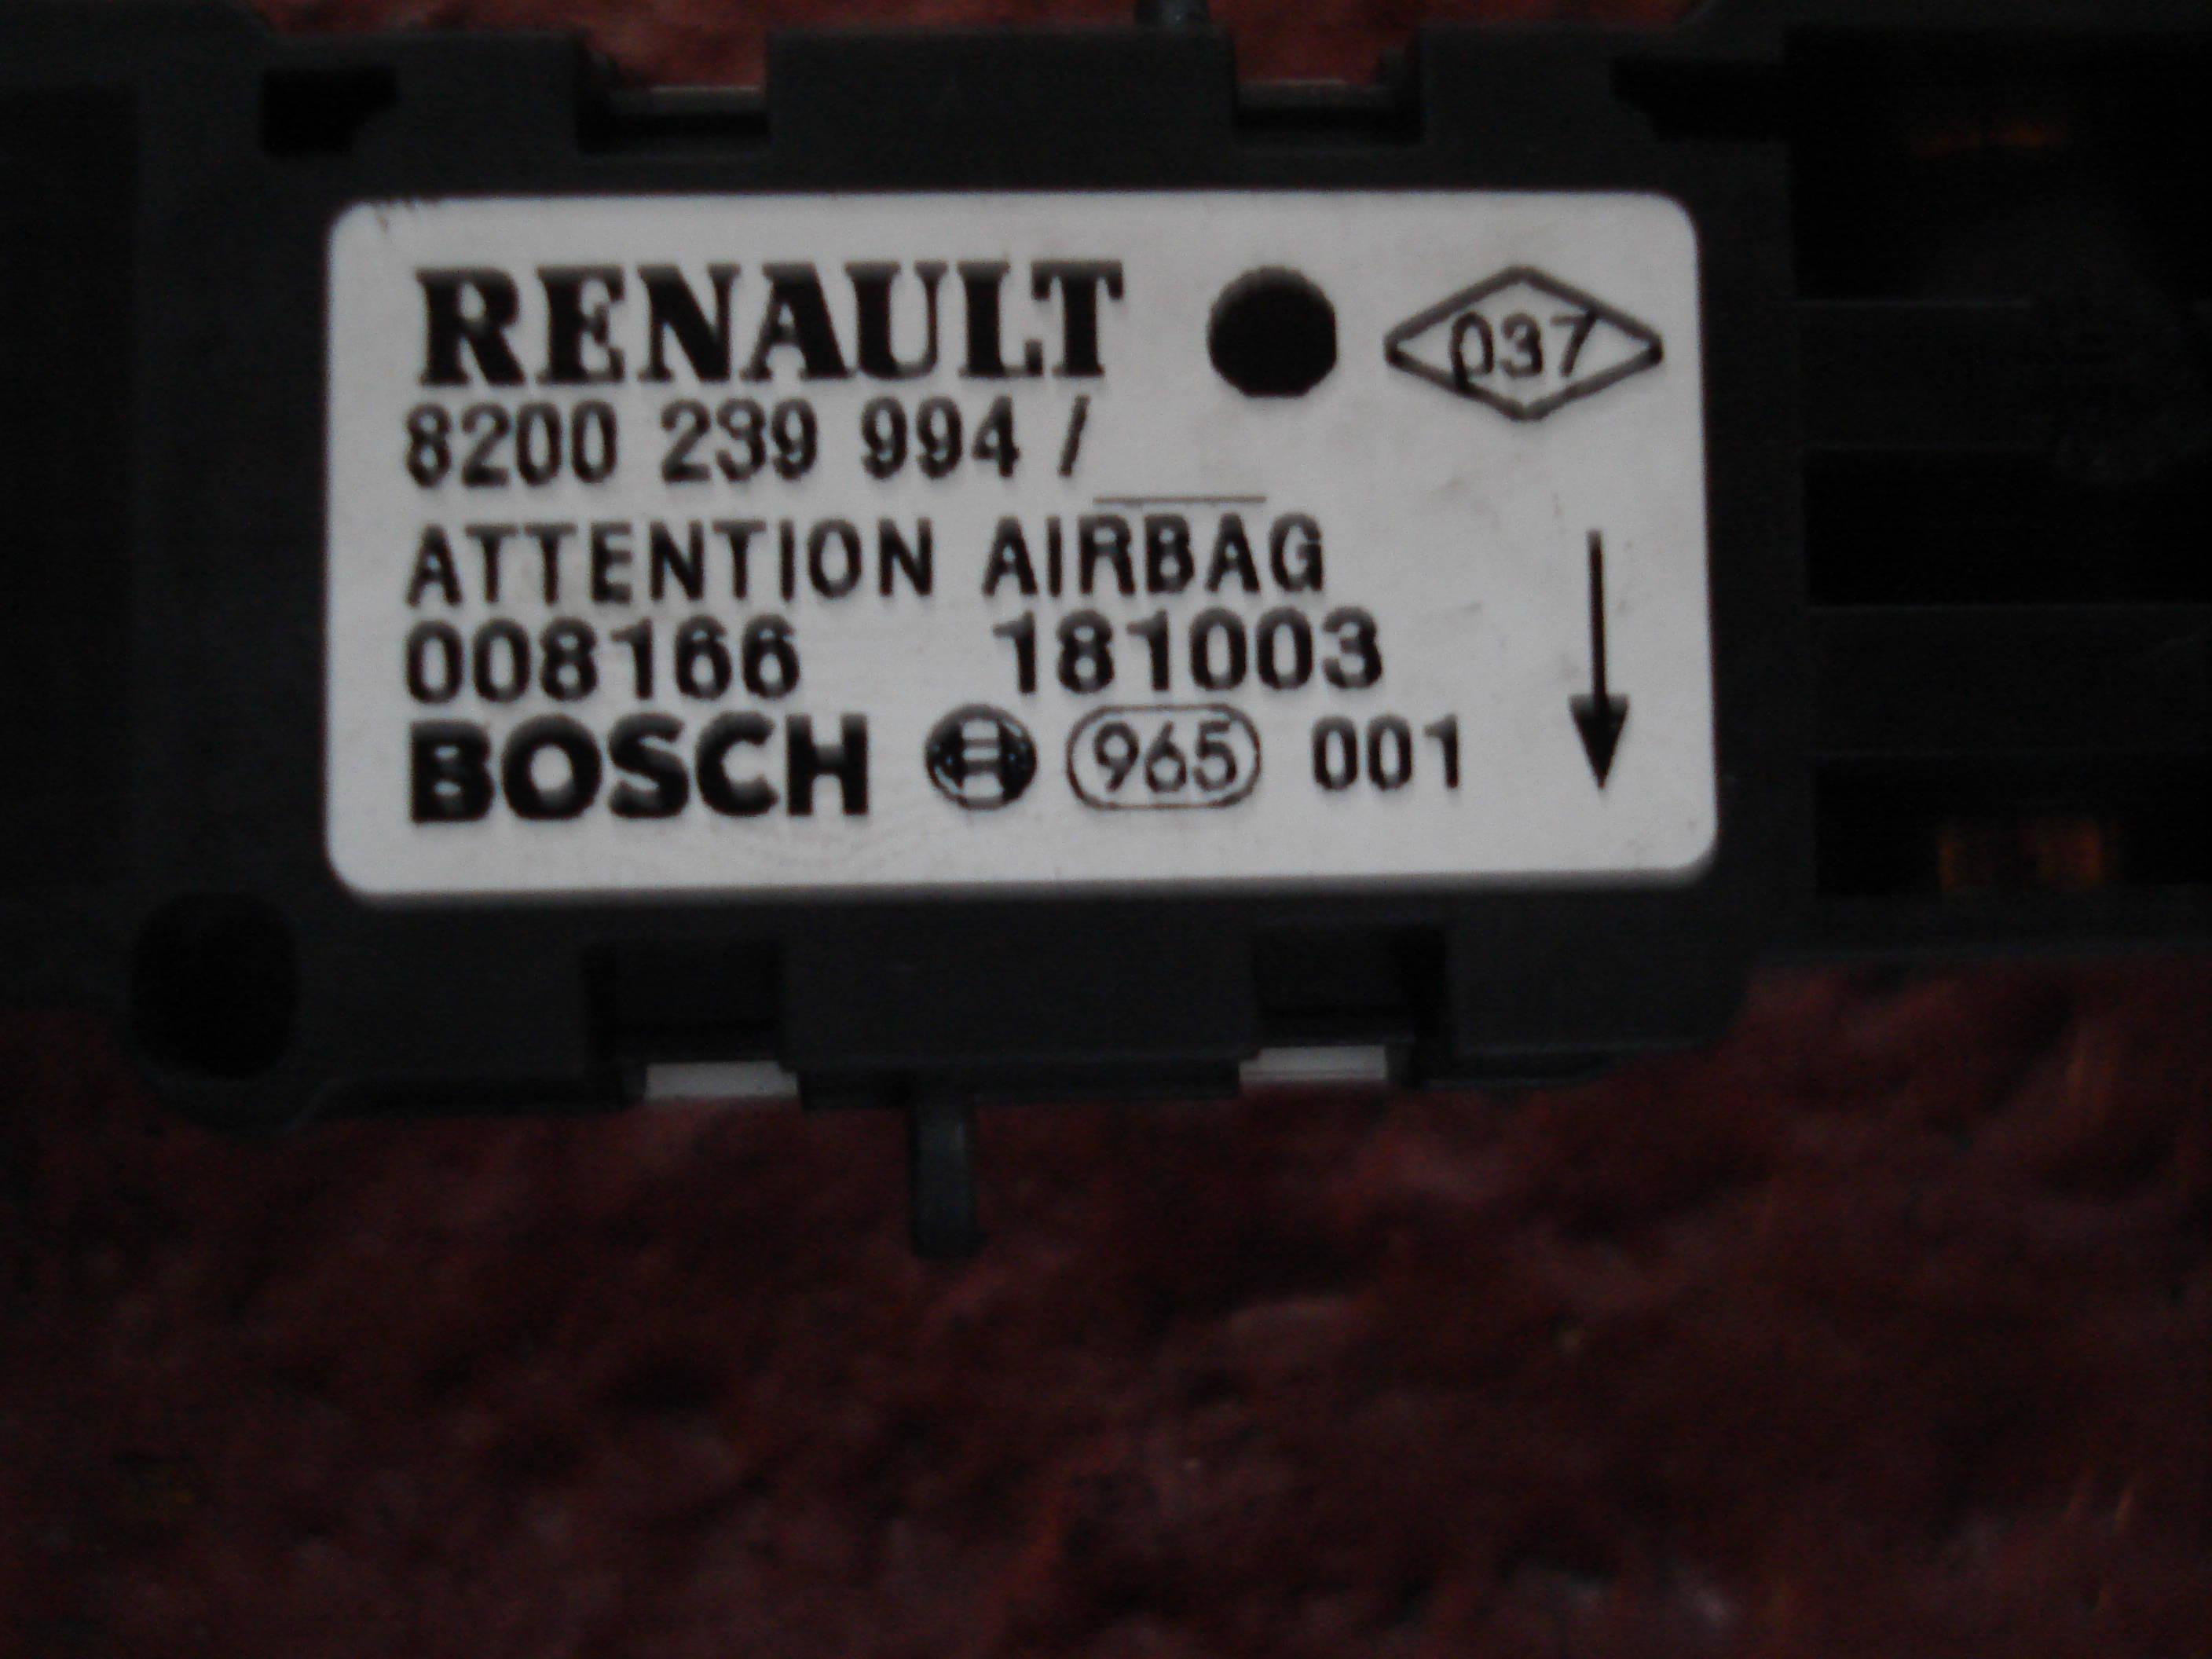 RENAULT 037
8200 239 994 /
ATTENTION AIRBAG
008166 181003
BOSCH 965 001